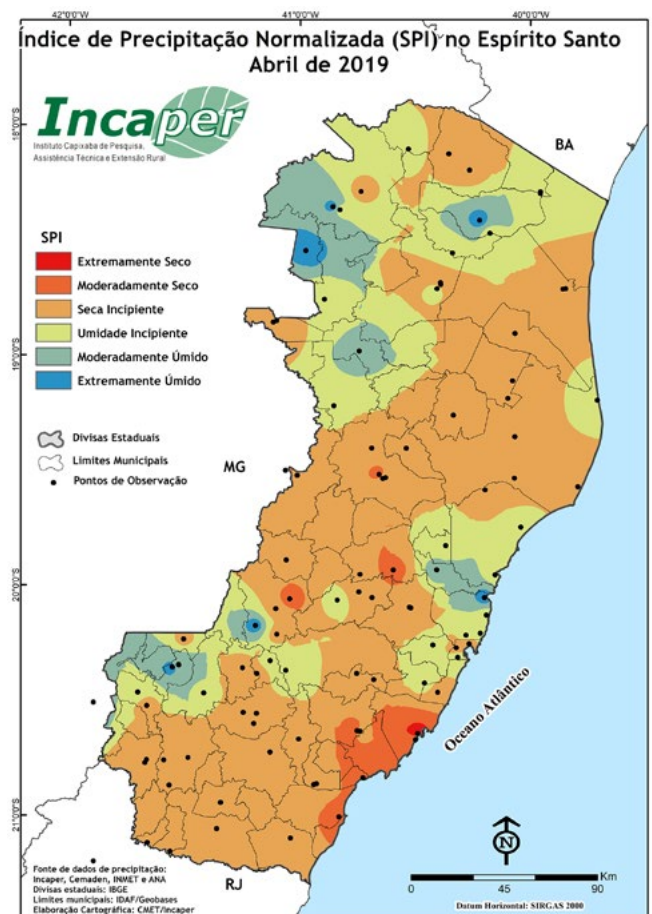 42°0'0"O
41°0'0"O
40°0'0"O
Índice de Precipitação Normalizada (SPI) no Espírito Santo
Abril de 2019
18°0'0"S
Incaper
Instituto Capixaba de Pesquisa,
Assistência Técnica e Extensão Rural
BA
SPI
Extremamente Seco
Moderadamente Seco
Seca Incipiente
Umidade Incipiente
Moderadamente Úmido
Extremamente Úmido
19°0'0"S
Divisas Estaduais
Limites Municipais
Pontos de Observação
MG
20°0'0"S
Oceano Atlântico
21°0'0"S
N
Fonte de dados de precipitação:
Incaper, Cemaden, INMET e ANA
Divisas estaduais: IBGE
Limites municipais: IDAF/Geobases
Elaboração Cartográfica: CMET/Incaper
RJ
Km
0 45 90
Datum Horizontal: SIRGAS 2000